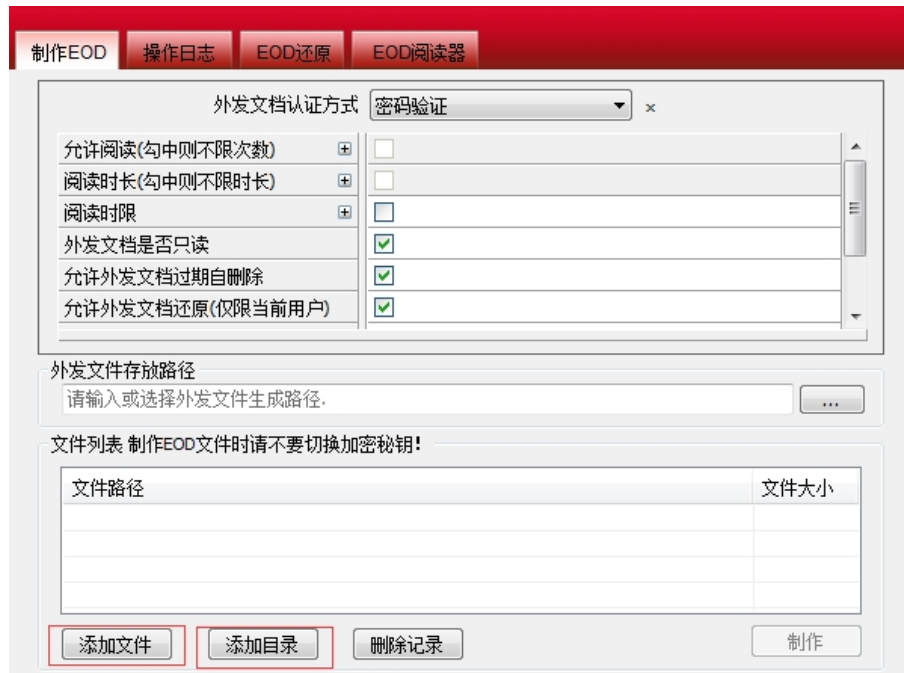 制作EOD 操作日志 EOD还原 EOD阅读器
外发文档认证方式 密码验证 ×
允许阅读(勾中则不限次数)
阅读时长(勾中则不限时长)
阅读时限
外发文档是否只读
允许外发文档过期自删除
允许外发文档还原(仅限当前用户)
外发文件存放路径
请输入或选择外发文件生成路径. ...
文件列表 制作EOD文件时请不要切换加密秘钥!
文件路径 文件大小
添加文件 添加目录 删除记录 制作